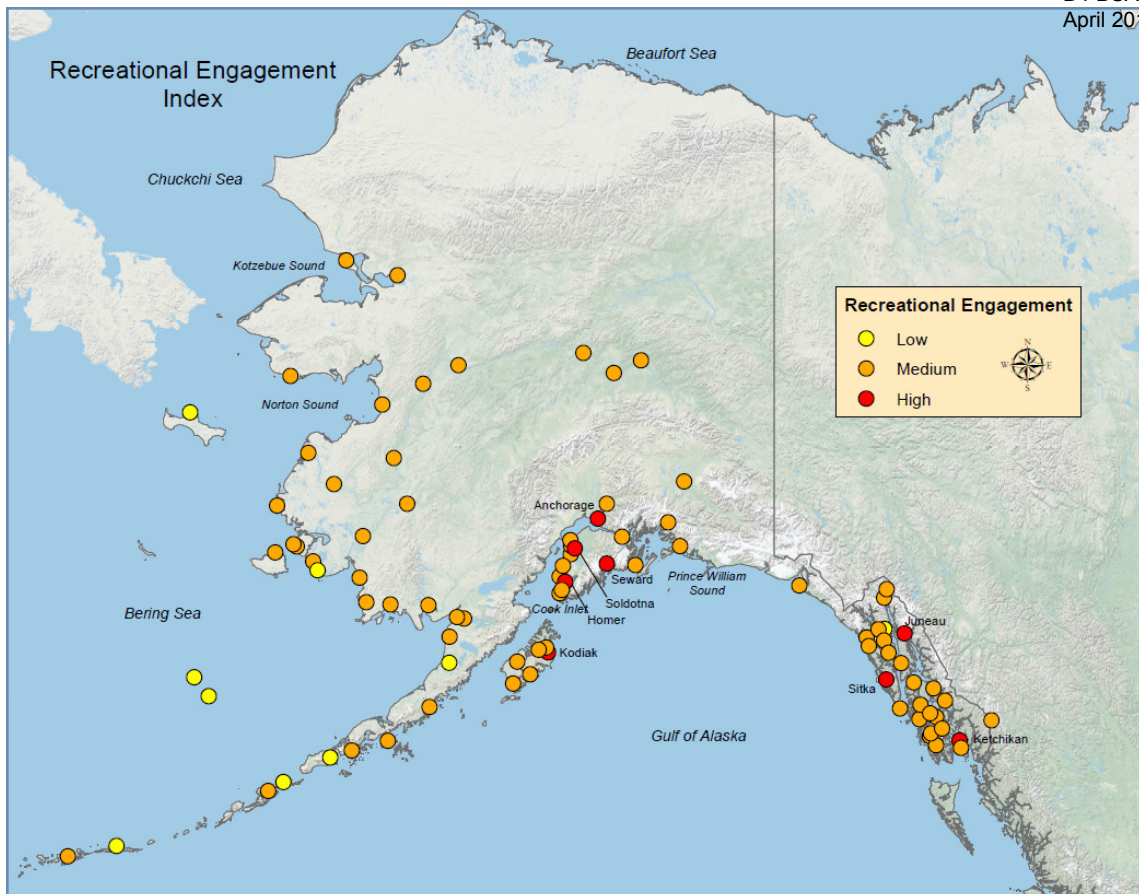 April 201
Recreational Engagement
Index
Beaufort Sea
Chuckchi Sea
Kotzebue Sound
Recreational Engagement
Low
Medium
High
N
W
E
S
Norton Sound
Anchorage
Seward
Prince William
Sound
Soldotna
Cook Inlet
Homer
Bering Sea
Juneau
Kodiak
Sitka
Gulf of Alaska
Ketchikan